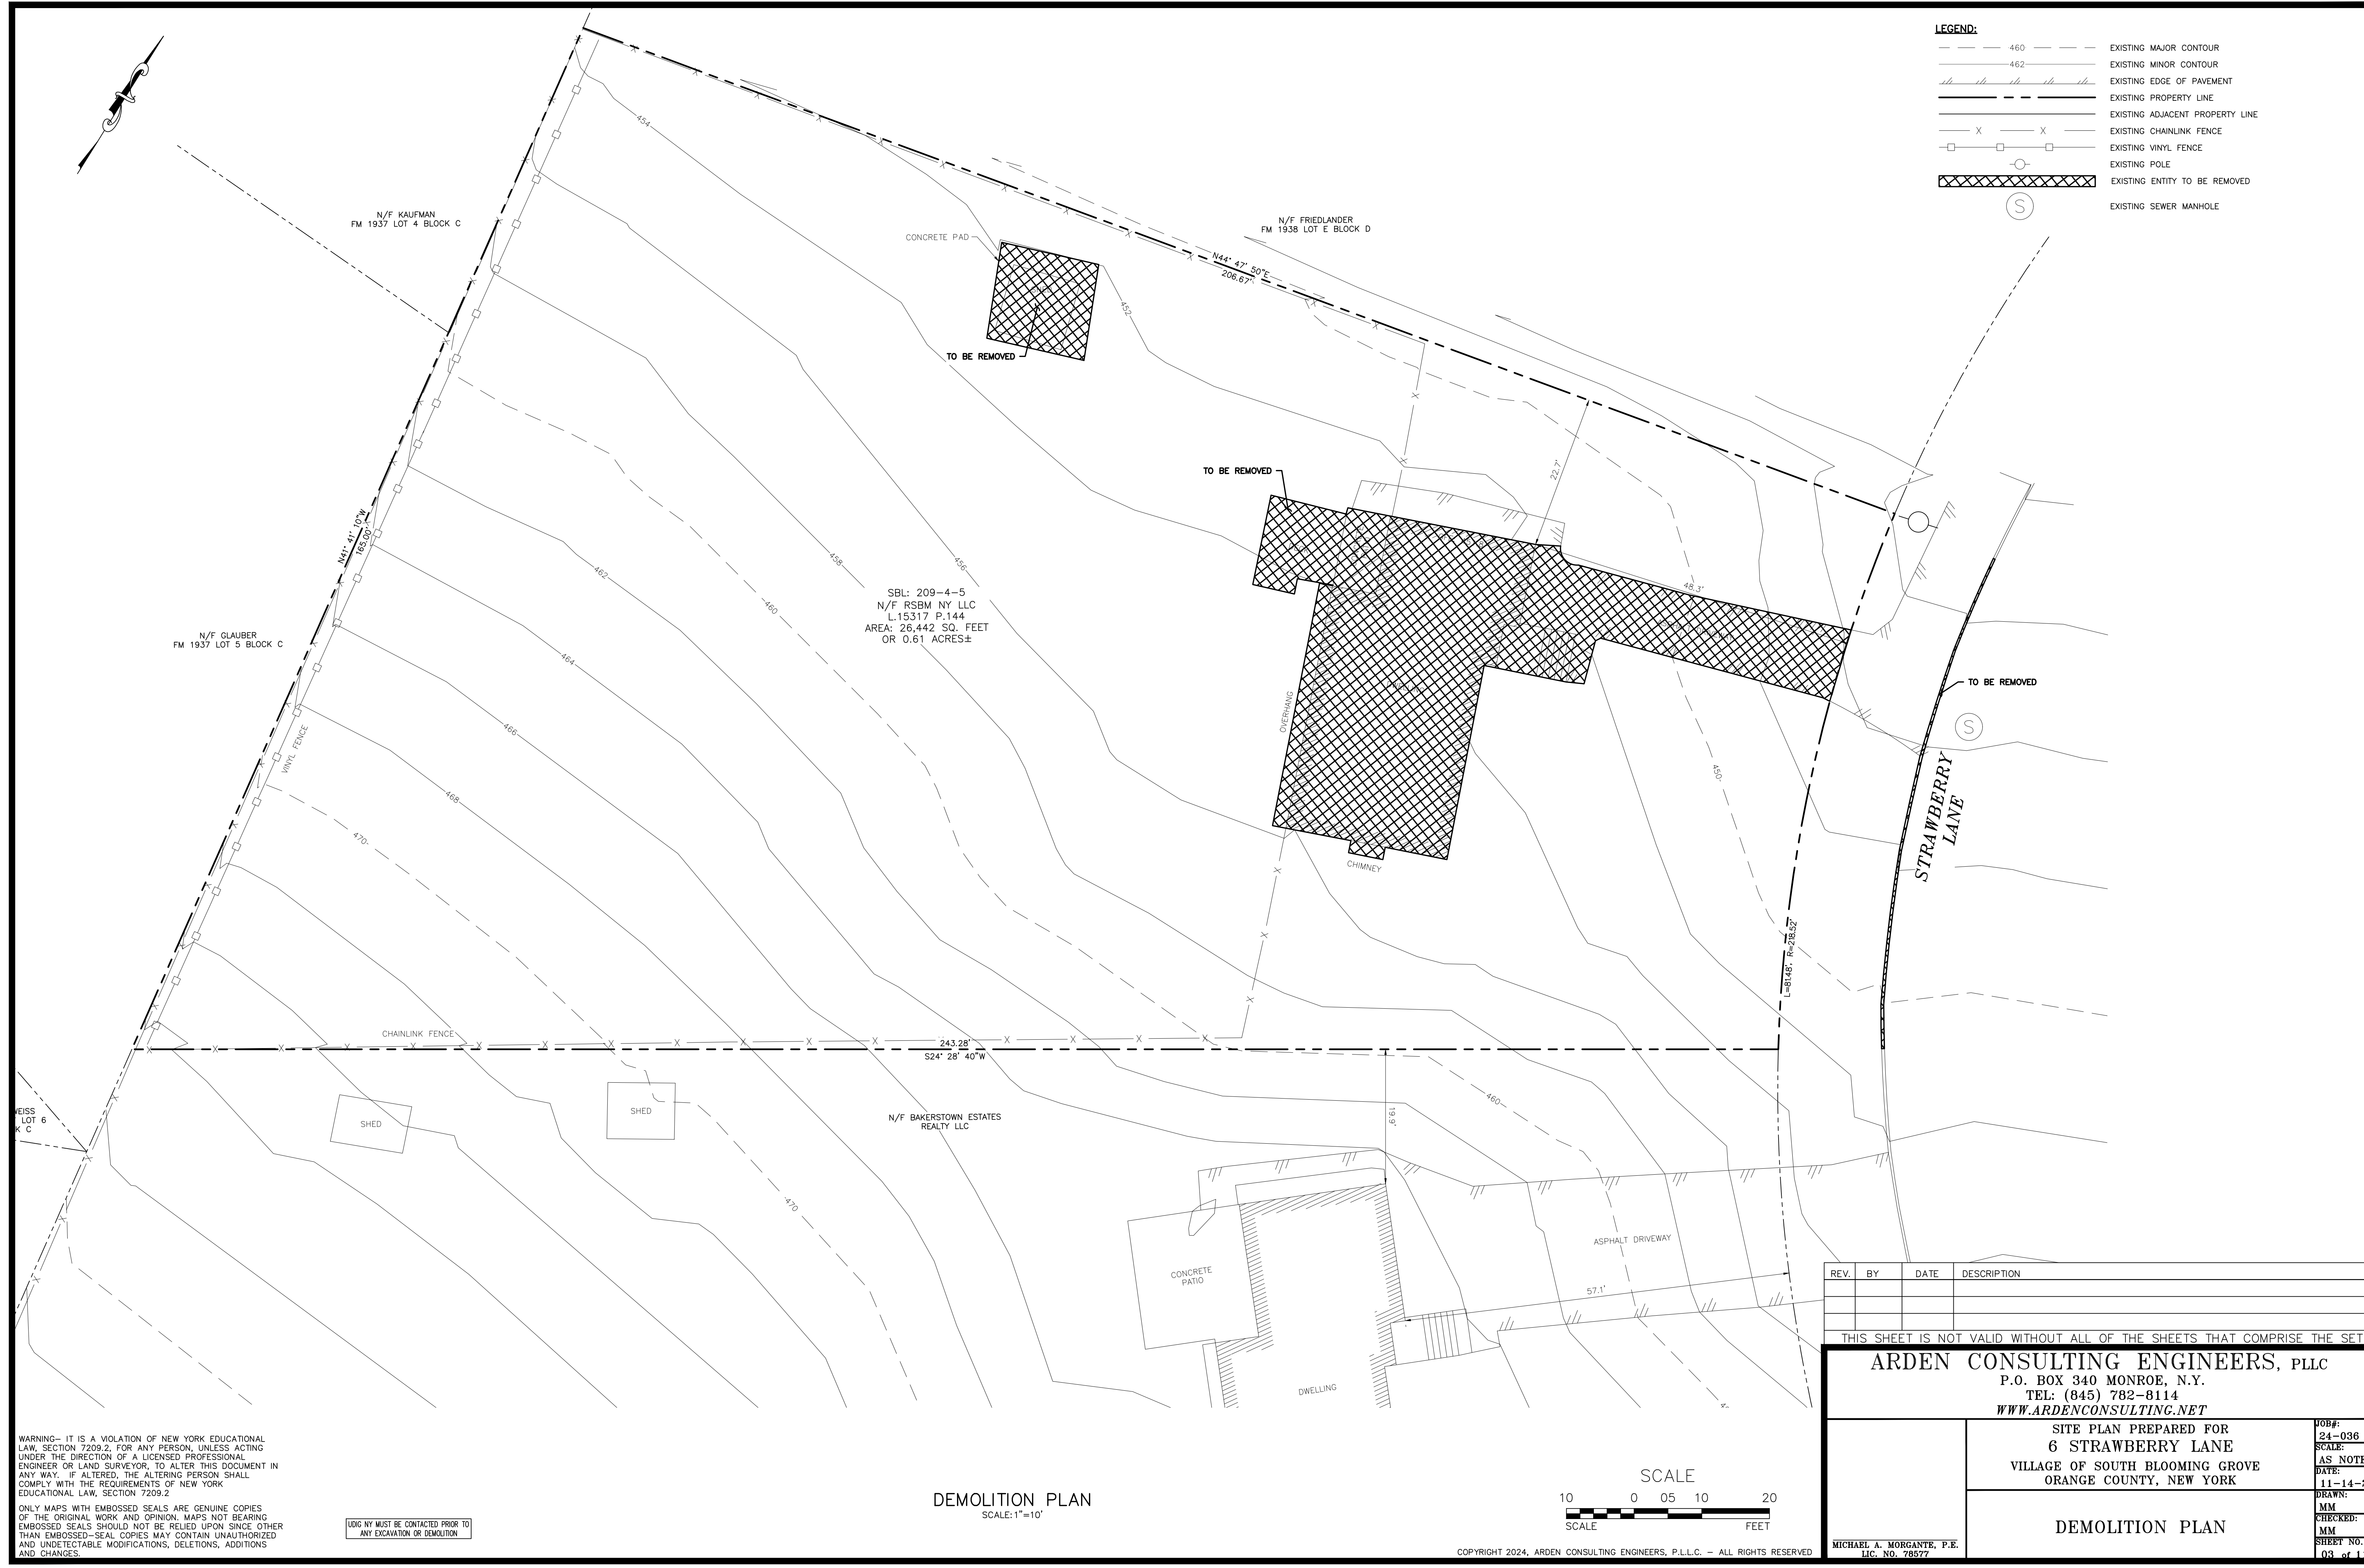 LEGEND:
460 EXISTING MAJOR CONTOUR
462 EXISTING MINOR CONTOUR
EXISTING EDGE OF PAVEMENT
EXISTING PROPERTY LINE
EXISTING ADJACENT PROPERTY LINE
X X EXISTING CHAINLINK FENCE
EXISTING VINYL FENCE
EXISTING POLE
EXISTING ENTITY TO BE REMOVED
S EXISTING SEWER MANHOLE
454
N/F KAUFMAN
FM 1937 LOT 4 BLOCK C
N/F FRIEDLANDER
FM 1938 LOT E BLOCK D
CONCRETE PAD
N44° 47' 50"E
206.67'
452
TO BE REMOVED
TO BE REMOVED
22.7'
N41° 41' 10"W
165.00'
458
456
462
460
48.3'
SBL: 209-4-5
N/F RSBM NY LLC
L.15317 P.144
AREA: 26,442 SQ. FEET
OR 0.61 ACRES±
N/F GLAUBER
FM 1937 LOT 5 BLOCK C
464
TO BE REMOVED
S
OVERHANG
466
VINYL FENCE
450
468
470
STRAWBERRY
LANE
CHIMNEY
L=81.48', R=218.52'
CHAINLINK FENCE
243.28'
S24° 28' 40"W
WEISS
LOT 6
K C
SHED
SHED
N/F BAKERSTOWN ESTATES
REALTY LLC
19.9'
460
470
ASPHALT DRIVEWAY
CONCRETE
PATIO
57.1'
DWELLING
REV. BY DATE DESCRIPTION
THIS SHEET IS NOT VALID WITHOUT ALL OF THE SHEETS THAT COMPRISE THE SET
ARDEN CONSULTING ENGINEERS, PLLC
P.O. BOX 340 MONROE, N.Y.
TEL: (845) 782-8114
WWW.ARDENCONSULTING.NET
SITE PLAN PREPARED FOR
6 STRAWBERRY LANE
VILLAGE OF SOUTH BLOOMING GROVE
ORANGE COUNTY, NEW YORK
DEMOLITION PLAN
JOB#:
24-036
SCALE:
AS NOTE
DATE:
11-14-2
DRAWN:
MM
CHECKED:
MM
SHEET NO.
03 of 1
MICHAEL A. MORGANTE, P.E.
LIC. NO. 78577
WARNING- IT IS A VIOLATION OF NEW YORK EDUCATIONAL
LAW, SECTION 7209.2, FOR ANY PERSON, UNLESS ACTING
UNDER THE DIRECTION OF A LICENSED PROFESSIONAL
ENGINEER OR LAND SURVEYOR, TO ALTER THIS DOCUMENT IN
ANY WAY. IF ALTERED, THE ALTERING PERSON SHALL
COMPLY WITH THE REQUIREMENTS OF NEW YORK
EDUCATIONAL LAW, SECTION 7209.2
ONLY MAPS WITH EMBOSSED SEALS ARE GENUINE COPIES
OF THE ORIGINAL WORK AND OPINION. MAPS NOT BEARING
EMBOSSED SEALS SHOULD NOT BE RELIED UPON SINCE OTHER
THAN EMBOSSED-SEAL COPIES MAY CONTAIN UNAUTHORIZED
AND UNDETECTABLE MODIFICATIONS, DELETIONS, ADDITIONS
AND CHANGES.
UDIG NY MUST BE CONTACTED PRIOR TO
ANY EXCAVATION OR DEMOLITION
DEMOLITION PLAN
SCALE:1"=10'
SCALE
10 0 05 10 20
SCALE FEET
COPYRIGHT 2024, ARDEN CONSULTING ENGINEERS, P.L.L.C. - ALL RIGHTS RESERVED